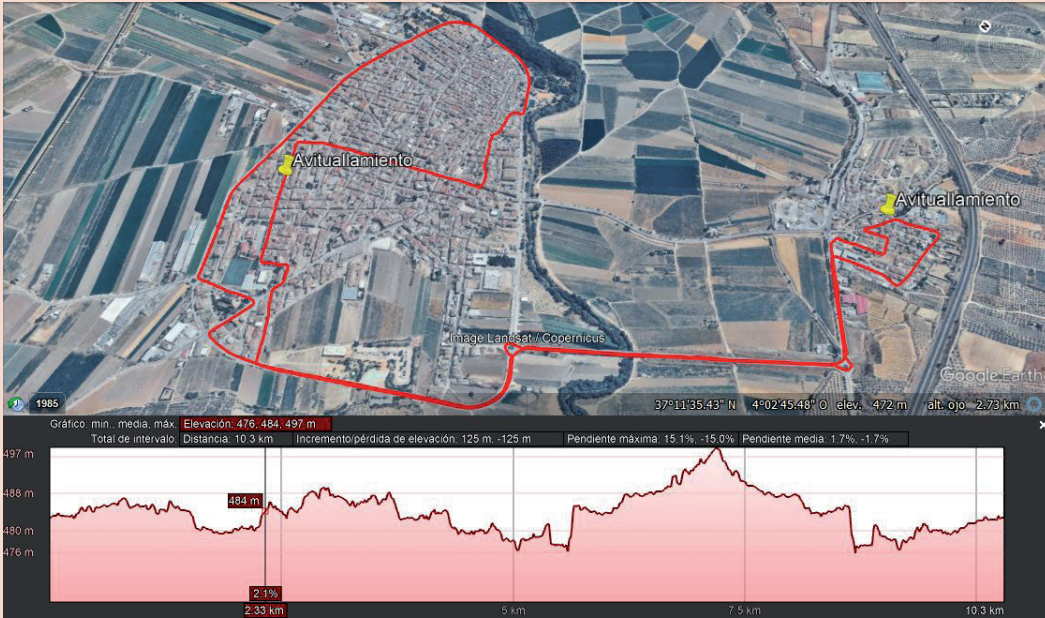 Avituallamiento
Avituallamiento
Image Landsat / Copernicus
Google Earth
1985
37°11'35.43" N 4°02'45.48" O elev. 472 m alt. ojo 2.73 km
Gráfico: mín., media, máx. Elevación: 476, 484, 497 m
Total de intervalo: Distancia: 10.3 km Incremento/pérdida de elevación: 125 m, -125 m Pendiente máxima: 15.1%, -15.0% Pendiente media: 1.7%, -1.7%
497 m
488 m
484 m
480 m
476 m
2.1%
2.33 km 5 km 7.5 km 10.3 km